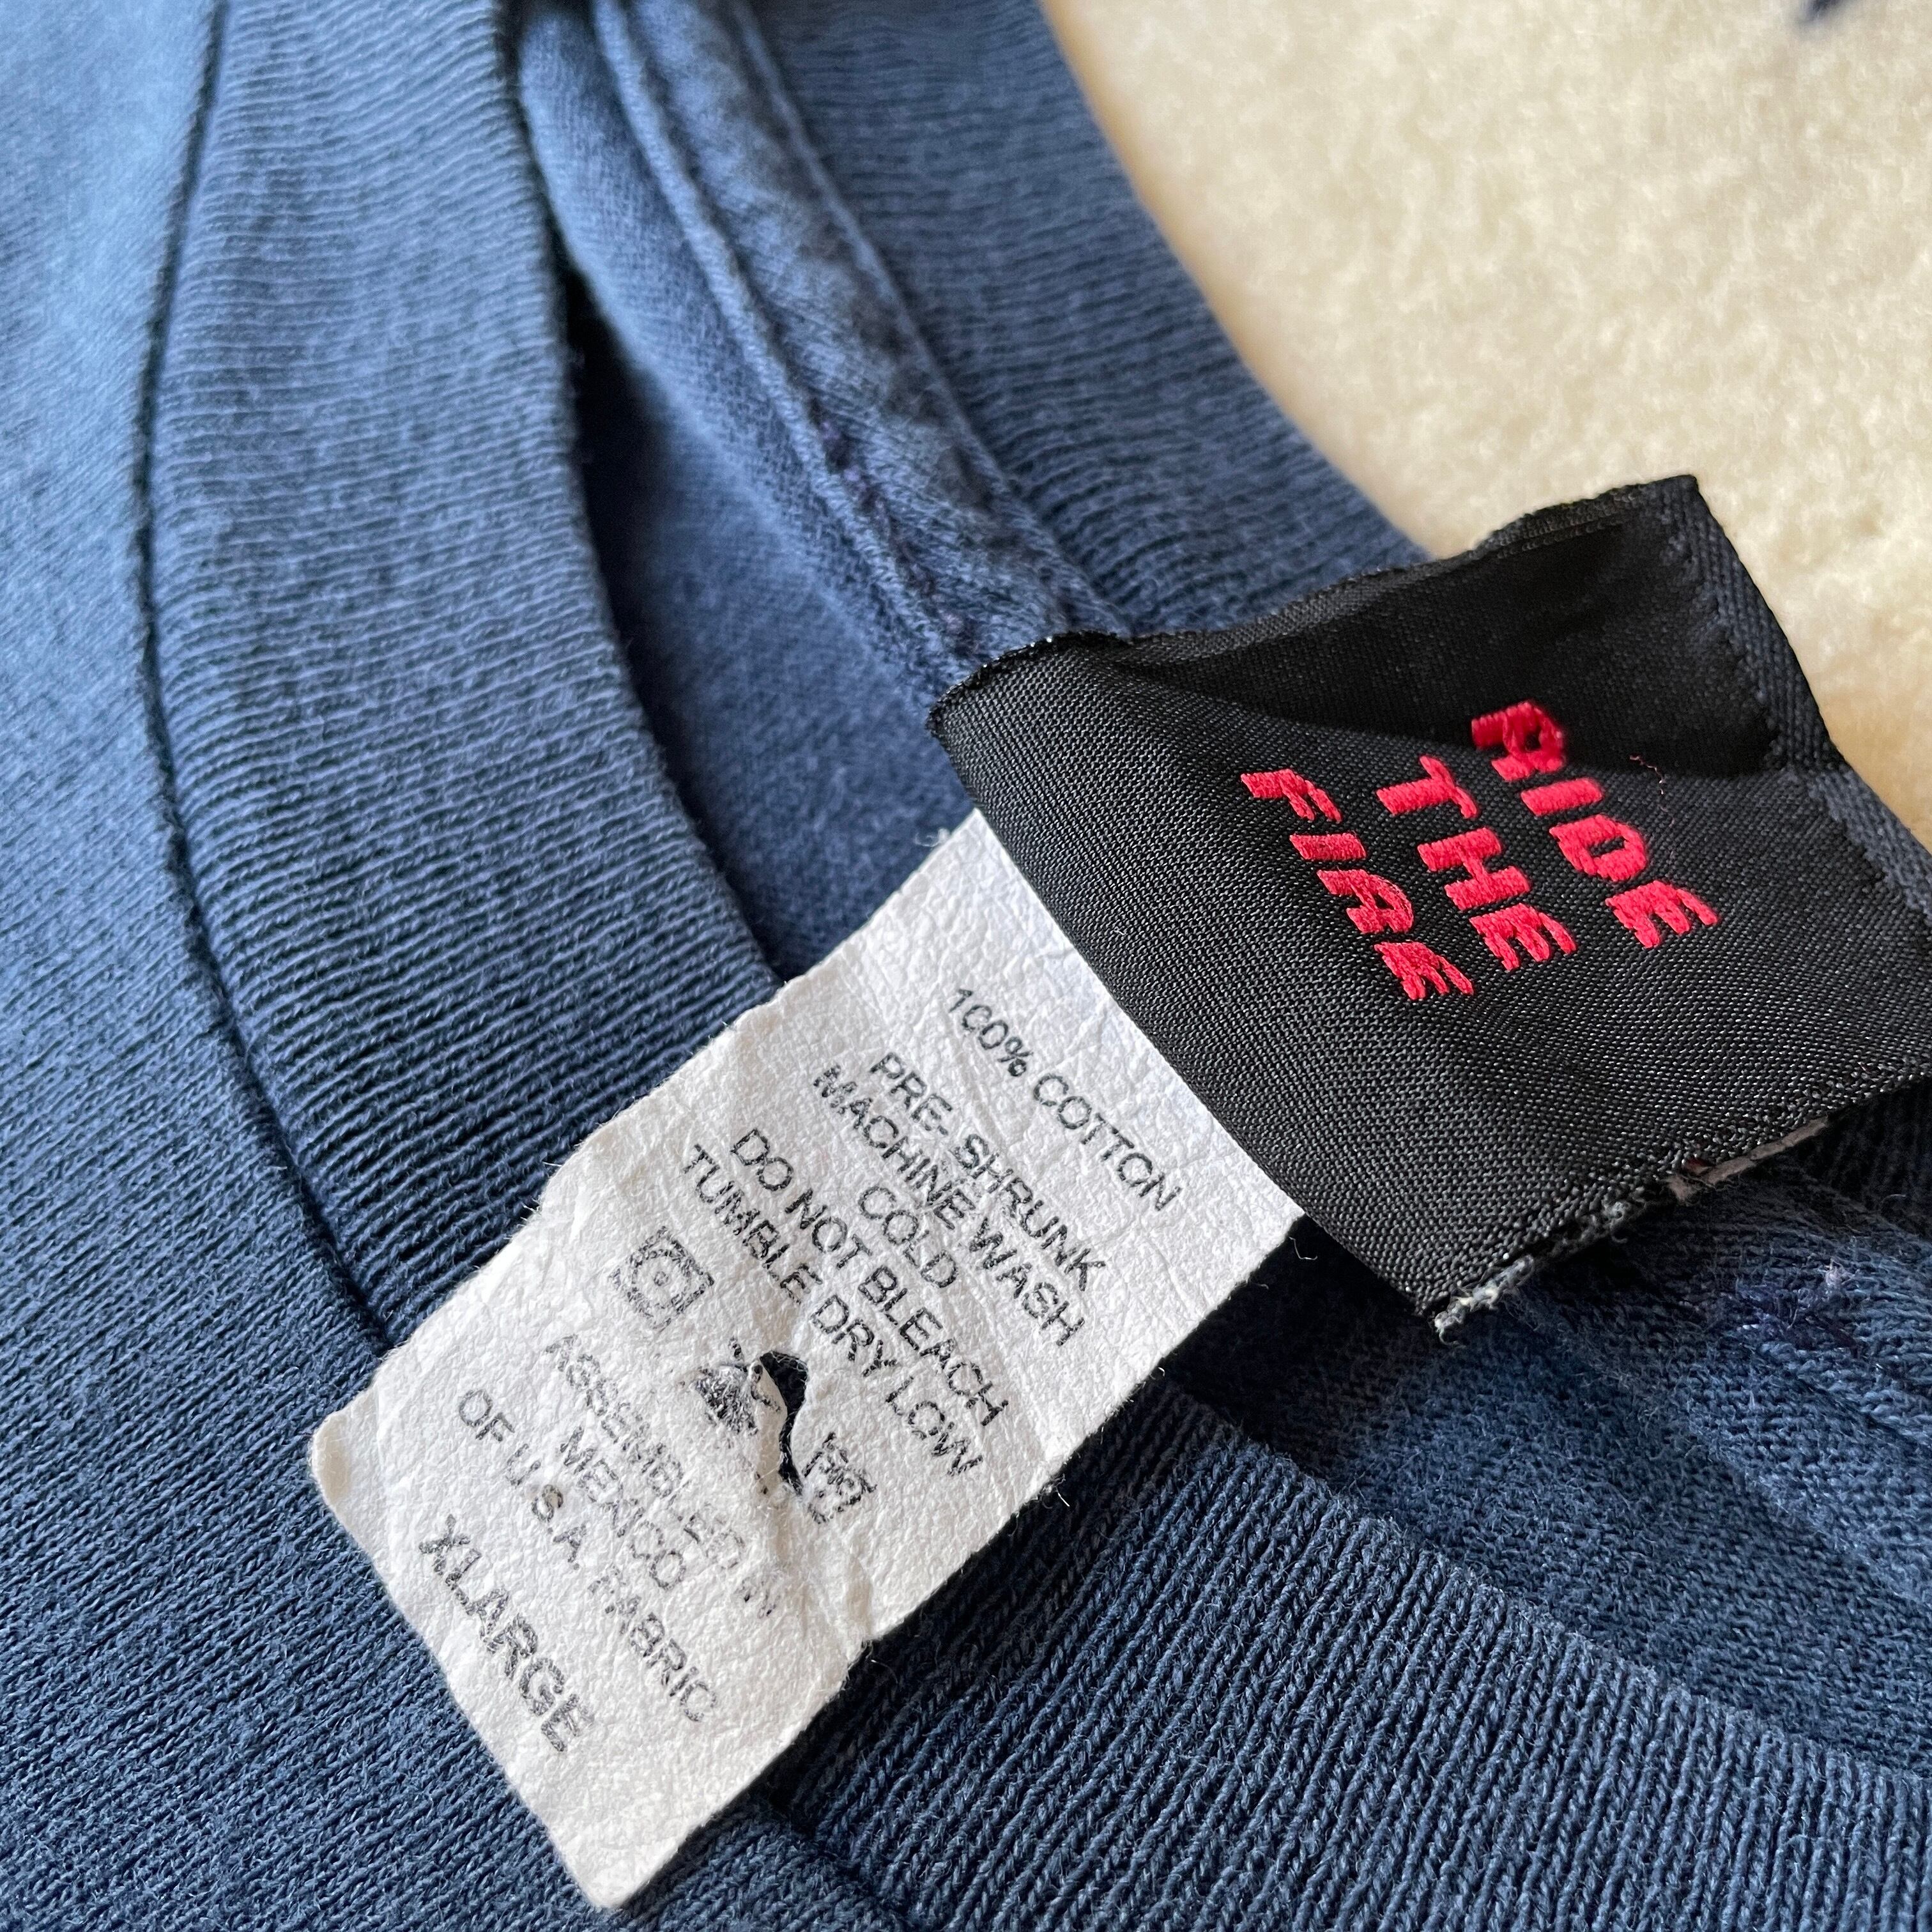 RIDE
THE
FIRE
100% COTTON
PRE-SHRUNK
MACHINE WASH
COLD
DO NOT BLEACH
TUMBLE DRY LOW
ASSEMBLED IN
MEXICO
OF U.S.A. FABRIC
XLARGE